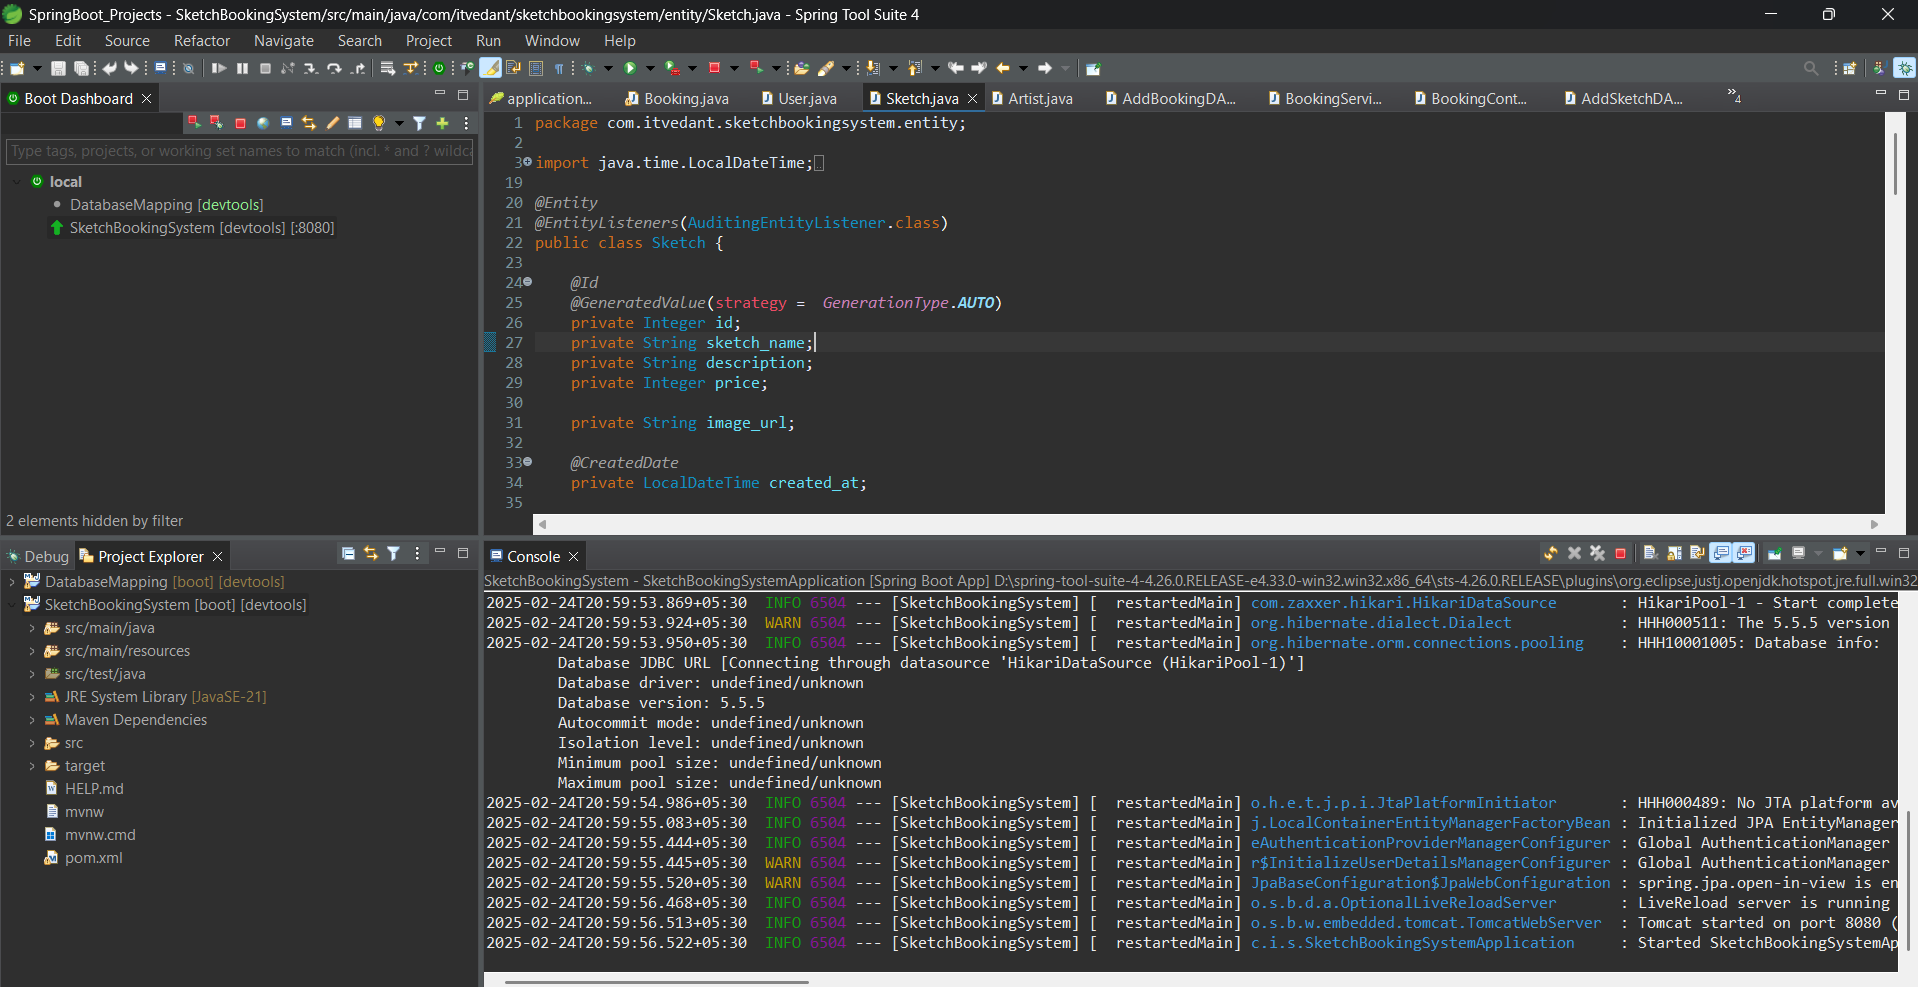 SpringBoot_Projects - SketchBookingSystem/src/main/java/com/itvedant/sketchbookingsystem/entity/Sketch.java - Spring Tool Suite 4
File Edit Source Refactor Navigate Search Project Run Window Help
Boot Dashboard
Type tags, projects, or working set names to match (incl. * and ? wildca
local
DatabaseMapping [devtools]
SketchBookingSystem [devtools] [:8080]
2 elements hidden by filter
application... Booking.java User.java Sketch.java Artist.java AddBookingDA... BookingServi... BookingCont... AddSketchDA... »4
1 package com.itvedant.sketchbookingsystem.entity;
2
3 import java.time.LocalDateTime;
19
20 @Entity
21 @EntityListeners(AuditingEntityListener.class)
22 public class Sketch {
23
24 @Id
25 @GeneratedValue(strategy = GenerationType.AUTO)
26 private Integer id;
27 private String sketch_name;
28 private String description;
29 private Integer price;
30
31 private String image_url;
32
33 @CreatedDate
34 private LocalDateTime created_at;
35
Debug Project Explorer
DatabaseMapping [boot] [devtools]
SketchBookingSystem [boot] [devtools]
src/main/java
src/main/resources
src/test/java
JRE System Library [JavaSE-21]
Maven Dependencies
src
target
HELP.md
mvnw
mvnw.cmd
pom.xml
Console
SketchBookingSystem - SketchBookingSystemApplication [Spring Boot App] D:\spring-tool-suite-4-4.26.0.RELEASE-e4.33.0-win32.win32.x86_64\sts-4.26.0.RELEASE\plugins\org.eclipse.justj.openjdk.hotspot.jre.full.win32
2025-02-24T20:59:53.869+05:30 INFO 6504 --- [SketchBookingSystem] [ restartedMain] com.zaxxer.hikari.HikariDataSource : HikariPool-1 - Start complete
2025-02-24T20:59:53.924+05:30 WARN 6504 --- [SketchBookingSystem] [ restartedMain] org.hibernate.dialect.Dialect : HHH000511: The 5.5.5 version
2025-02-24T20:59:53.950+05:30 INFO 6504 --- [SketchBookingSystem] [ restartedMain] org.hibernate.orm.connections.pooling : HHH10001005: Database info:
Database JDBC URL [Connecting through datasource 'HikariDataSource (HikariPool-1)']
Database driver: undefined/unknown
Database version: 5.5.5
Autocommit mode: undefined/unknown
Isolation level: undefined/unknown
Minimum pool size: undefined/unknown
Maximum pool size: undefined/unknown
2025-02-24T20:59:54.986+05:30 INFO 6504 --- [SketchBookingSystem] [ restartedMain] o.h.e.t.j.p.i.JtaPlatformInitiator : HHH000489: No JTA platform av
2025-02-24T20:59:55.083+05:30 INFO 6504 --- [SketchBookingSystem] [ restartedMain] j.LocalContainerEntityManagerFactoryBean : Initialized JPA EntityManager
2025-02-24T20:59:55.444+05:30 INFO 6504 --- [SketchBookingSystem] [ restartedMain] eAuthenticationProviderManagerConfigurer : Global AuthenticationManager
2025-02-24T20:59:55.445+05:30 WARN 6504 --- [SketchBookingSystem] [ restartedMain] r$InitializeUserDetailsManagerConfigurer : Global AuthenticationManager
2025-02-24T20:59:55.520+05:30 WARN 6504 --- [SketchBookingSystem] [ restartedMain] JpaBaseConfiguration$JpaWebConfiguration : spring.jpa.open-in-view is en
2025-02-24T20:59:56.468+05:30 INFO 6504 --- [SketchBookingSystem] [ restartedMain] o.s.b.d.a.OptionalLiveReloadServer : LiveReload server is running
2025-02-24T20:59:56.513+05:30 INFO 6504 --- [SketchBookingSystem] [ restartedMain] o.s.b.w.embedded.tomcat.TomcatWebServer : Tomcat started on port 8080 (
2025-02-24T20:59:56.522+05:30 INFO 6504 --- [SketchBookingSystem] [ restartedMain] c.i.s.SketchBookingSystemApplication : Started SketchBookingSystemAp